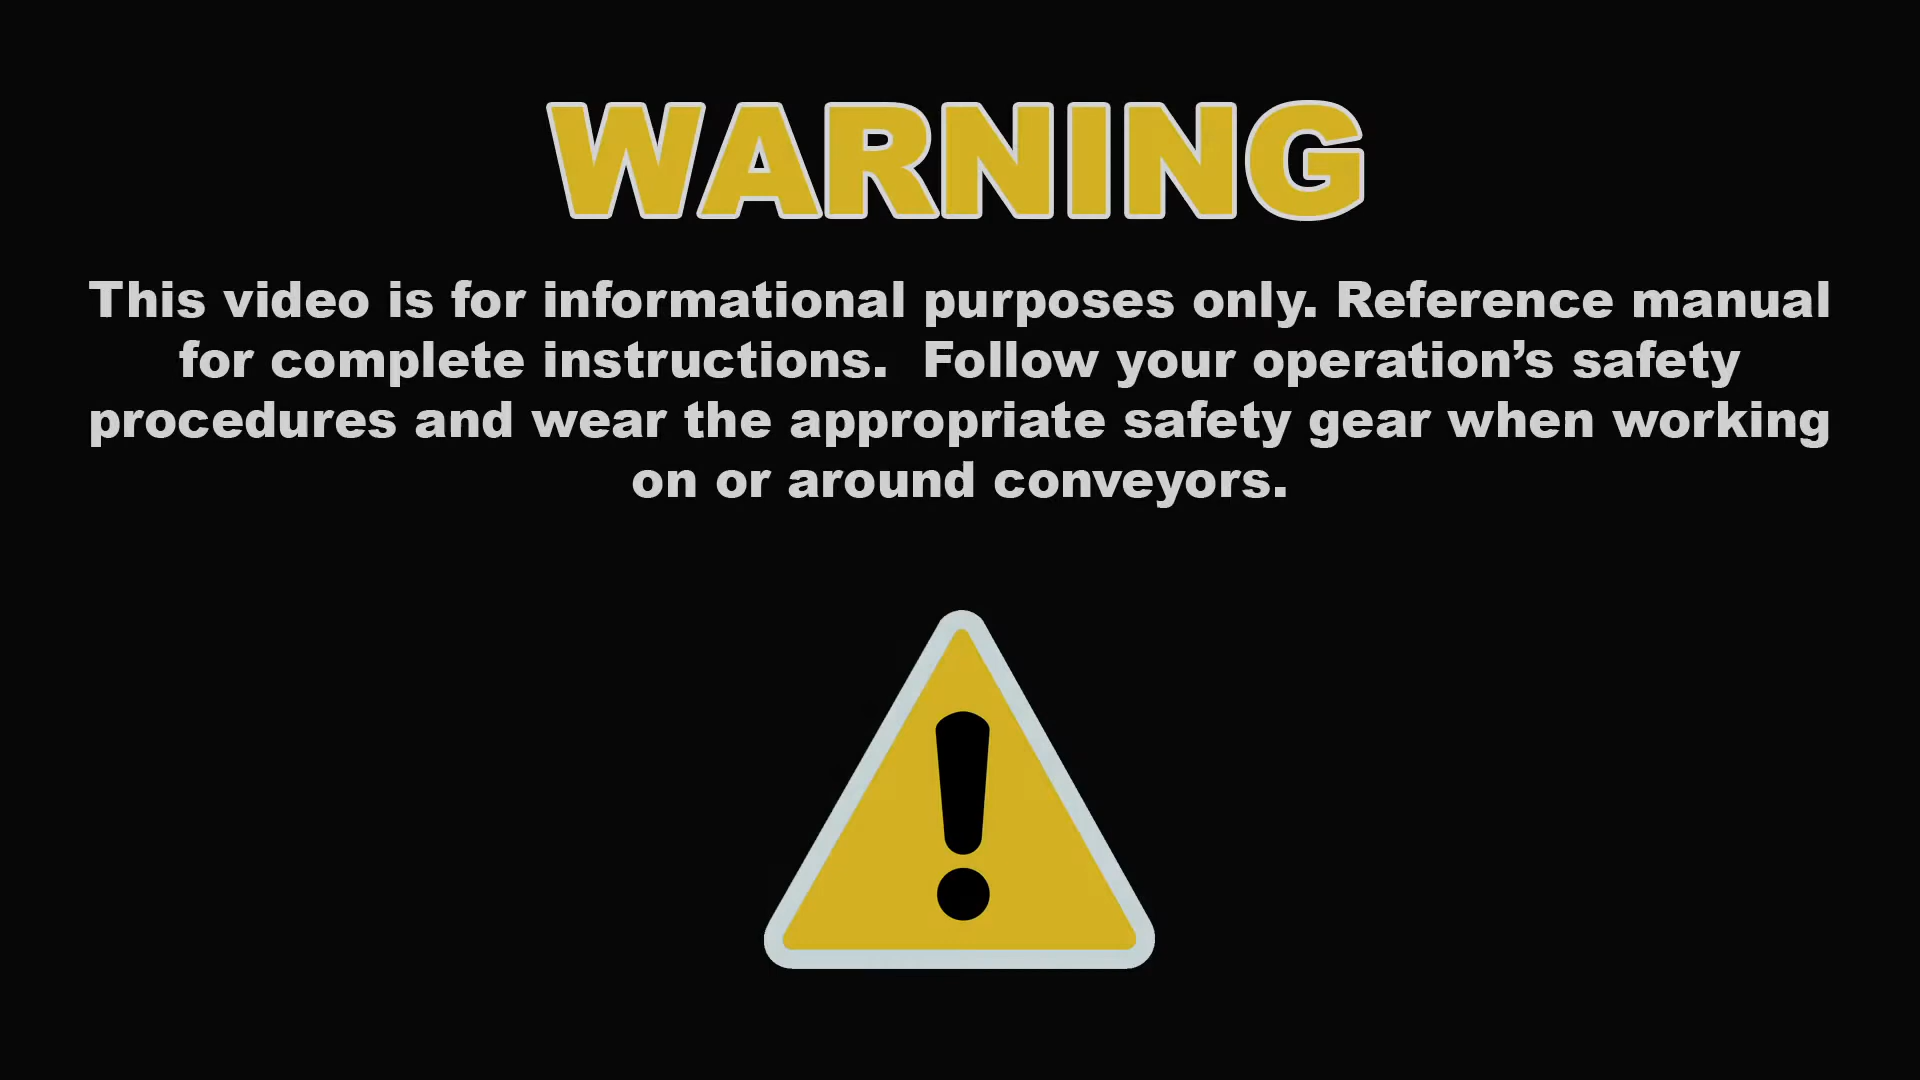 WARNING
This video is for informational purposes only. Reference manual
for complete instructions.  Follow your operation’s safety
procedures and wear the appropriate safety gear when working
on or around conveyors.
!